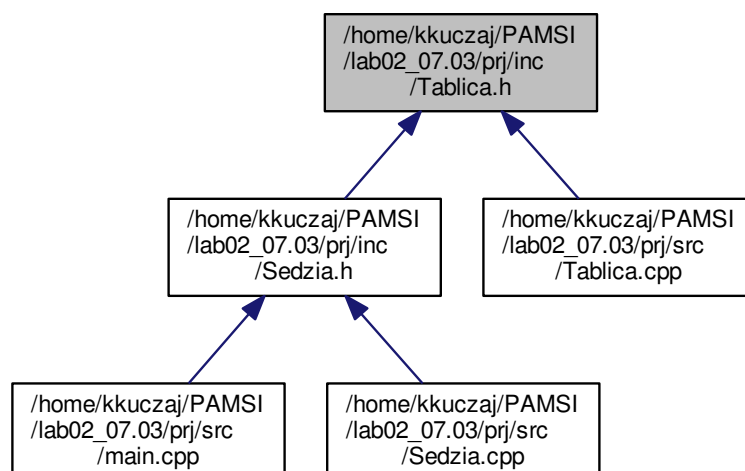 /home/kkuczaj/PAMSI
/lab02_07.03/prj/inc
/Tablica.h
/home/kkuczaj/PAMSI
/lab02_07.03/prj/inc
/Sedzia.h
/home/kkuczaj/PAMSI
/lab02_07.03/prj/src
/Tablica.cpp
/home/kkuczaj/PAMSI
/lab02_07.03/prj/src
/main.cpp
/home/kkuczaj/PAMSI
/lab02_07.03/prj/src
/Sedzia.cpp